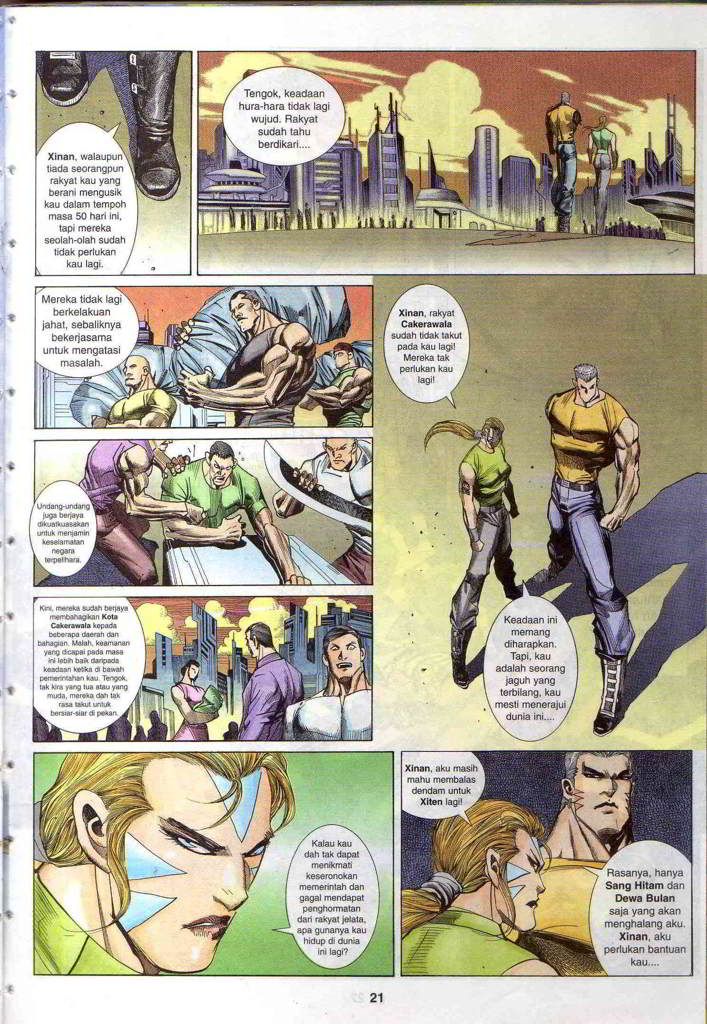 Xinan, walaupun
tiada seorangpun
rakyat kau yang
berani mengusik
kau dalam tempoh
masa 50 hari ini,
tapi mereka
seolah-olah sudah
tidak perlukan
kau lagi.
Tengok, keadaan
hura-hara tidak lagi
wujud. Rakyat
sudah tahu
berdikari....
Mereka tidak lagi
berkelakuan
jahat, sebaliknya
bekerjasama
untuk mengatasi
masalah.
Undang-undang
juga banyak
dikuatkuasakan
untuk menjamin
keselamatan
negara
terpelihara.
Kini, mereka sudah berjaya
membahagikan Kota
Cakerawala kepada
beberapa daerah dan
bahagian. Malah, keamanan
yang dicapai pada masa
ini lebih baik daripada
keadaan ketika di bawah
pemerintahan kau. Tengok,
tak kira yang tua atau yang
muda, mereka dah tak
rasa takut untuk
bersiar-siar di pekan.
Xinan, rakyat
Cakerawala
sudah tidak takut
pada kau lagi!
Mereka tak
perlukan kau
lagi!
Keadaan ini
memang
diharapkan.
Tapi, kau
adalah seorang
jaguh yang
terbilang, kau
mesti menerajui
dunia ini....
Kalau kau
dah tak dapat
menikmati
keseronokan
memerintah dan
gagal mendapat
penghormatan
dari rakyat jelata,
apa gunanya kau
hidup di dunia
ini lagi?
Xinan, aku masih
mahu membalas
dendam untuk
Xiten lagi!
Rasanya, hanya
Sang Hitam dan
Dewa Bulan
saja yang akan
menghalang aku.
Xinan, aku
perlukan bantuan
kau....
21